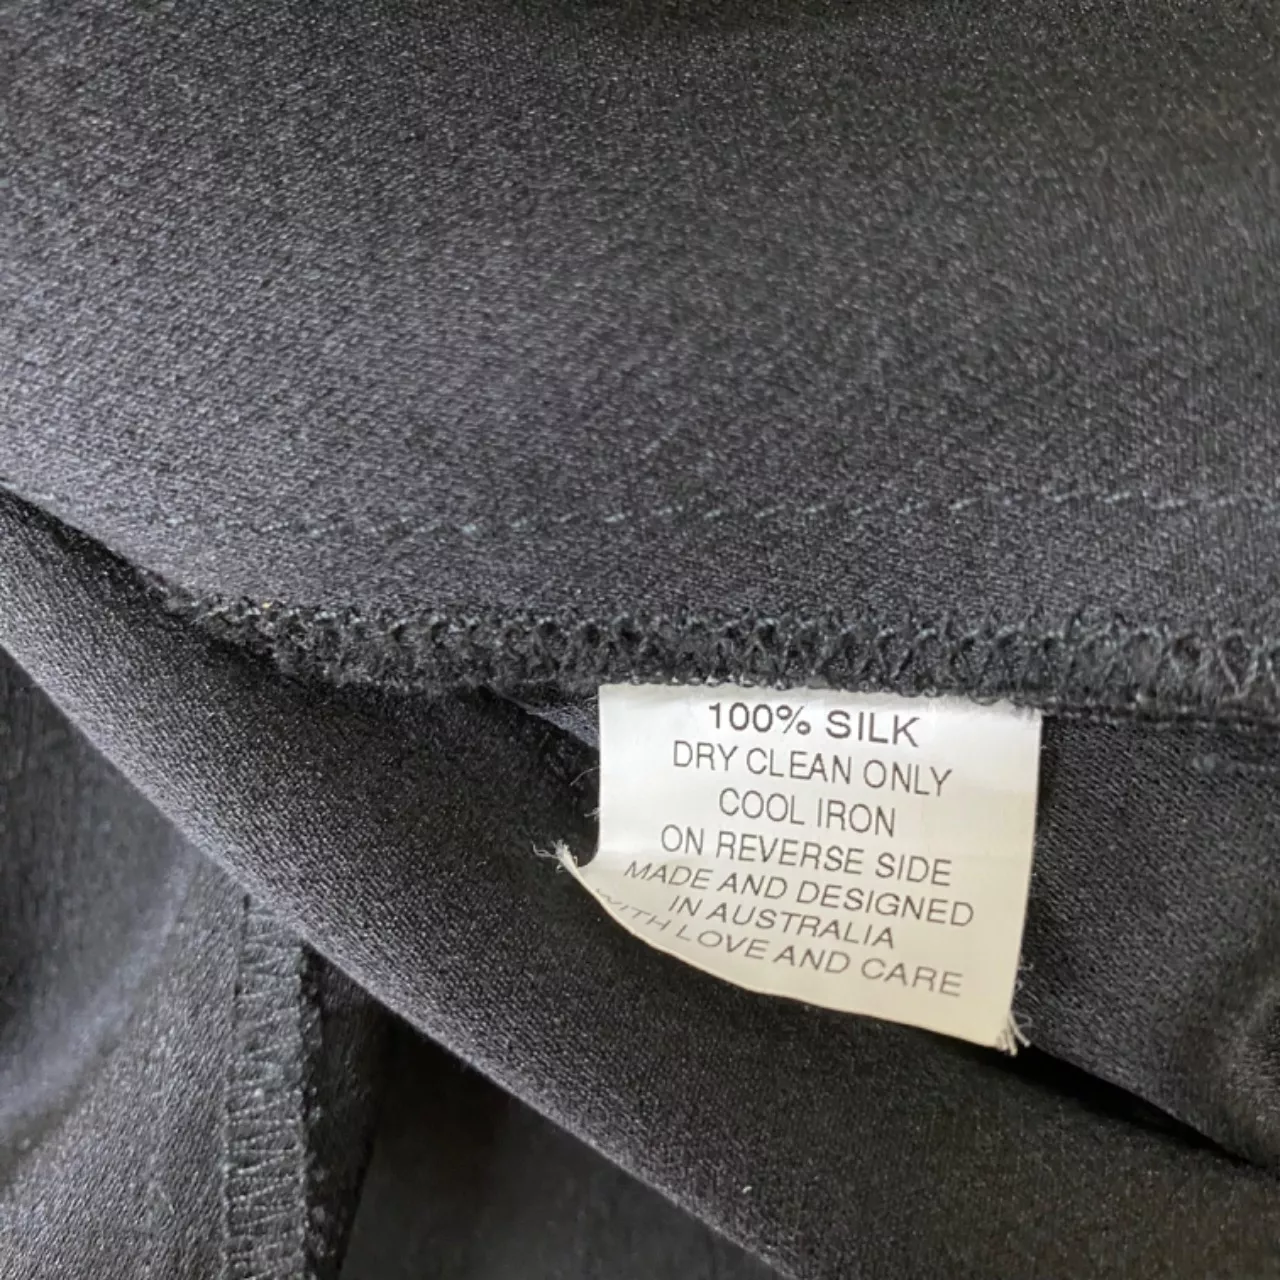 100% SILK
DRY CLEAN ONLY
COOL IRON
ON REVERSE SIDE
MADE AND DESIGNED
IN AUSTRALIA
WITH LOVE AND CARE